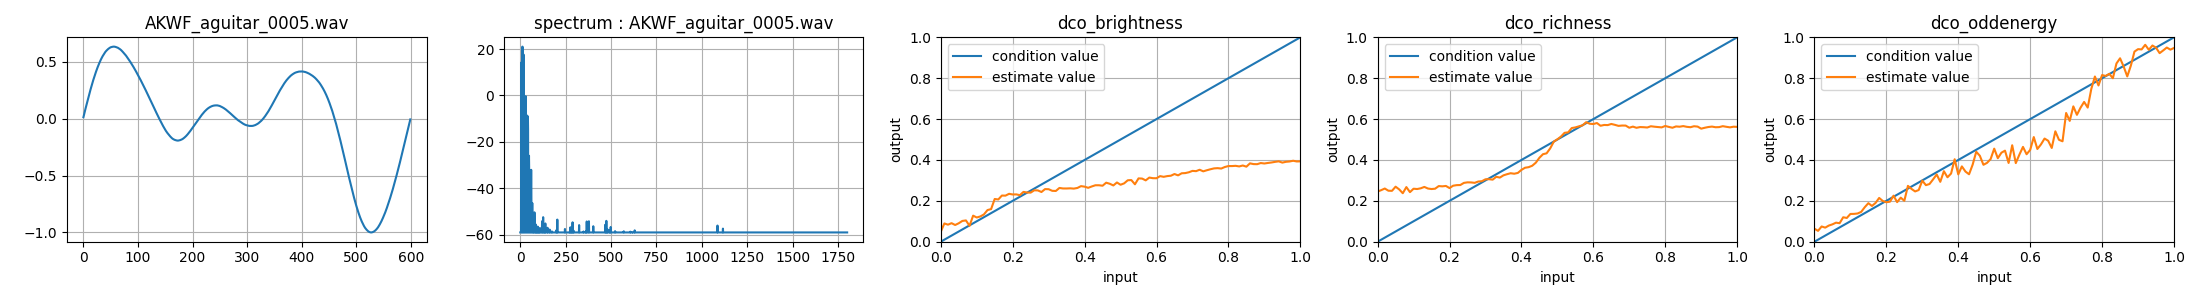 AKWF_aguitar_0005.wav
0.5
0.0
−0.5
−1.0
0 100 200 300 400 500 600
spectrum : AKWF_aguitar_0005.wav
20
0
−20
−40
−60
0 250 500 750 1000 1250 1500 1750
dco_brightness
condition value
estimate value
output
1.0
0.8
0.6
0.4
0.2
0.0
0.0 0.2 0.4 0.6 0.8 1.0
input
dco_richness
condition value
estimate value
output
1.0
0.8
0.6
0.4
0.2
0.0
0.0 0.2 0.4 0.6 0.8 1.0
input
dco_oddenergy
condition value
estimate value
output
1.0
0.8
0.6
0.4
0.2
0.0
0.0 0.2 0.4 0.6 0.8 1.0
input